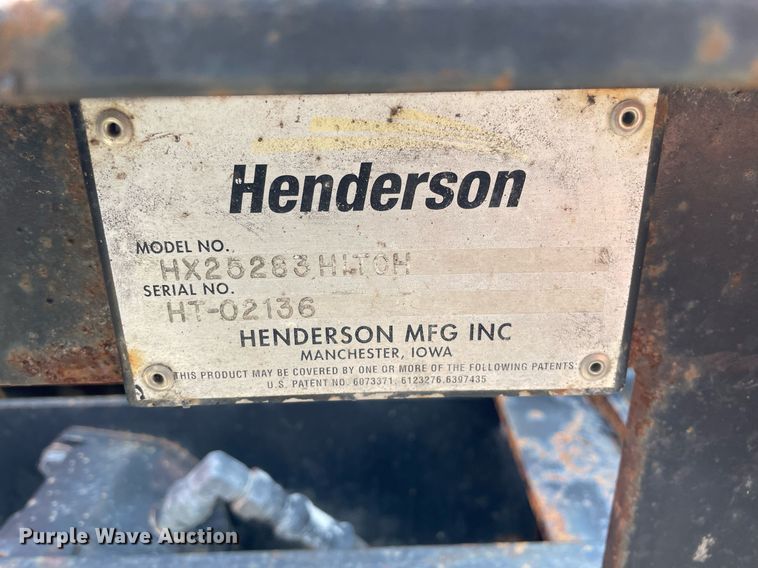 Henderson
MODEL NO.
HX25283HLTOH
SERIAL NO.
HT-02136
HENDERSON MFG INC
MANCHESTER, IOWA
THIS PRODUCT MAY BE COVERED BY ONE OR MORE OF THE FOLLOWING PATENTS:
U.S. PATENT NO. 6073371, 6123276,6397435
Purple Wave Auction®